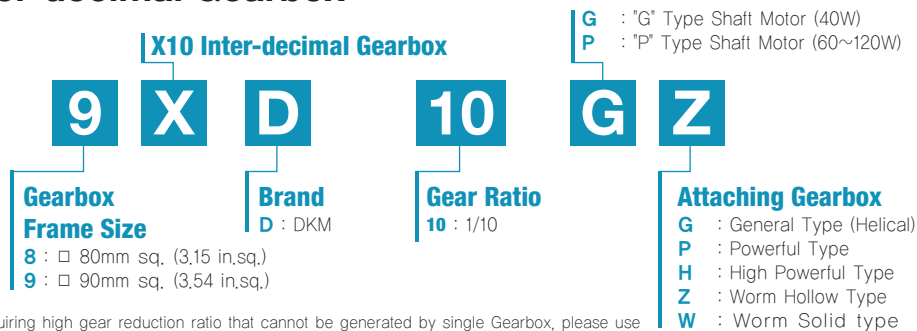 G : "G" Type Shaft Motor (40W)
P : "P" Type Shaft Motor (60~120W)
X10 Inter-decimal Gearbox
9 X D 10 G Z
Gearbox
Frame Size
8 : □ 80mm sq. (3.15 in.sq.)
9 : □ 90mm sq. (3.54 in.sq.)
Brand
D : DKM
Gear Ratio
10 : 1/10
Attaching Gearbox
G : General Type (Helical)
P : Powerful Type
H : High Powerful Type
Z : Worm Hollow Type
W : Worm Solid type
high gear reduction ratio that cannot be generated by single Gearbox, please use